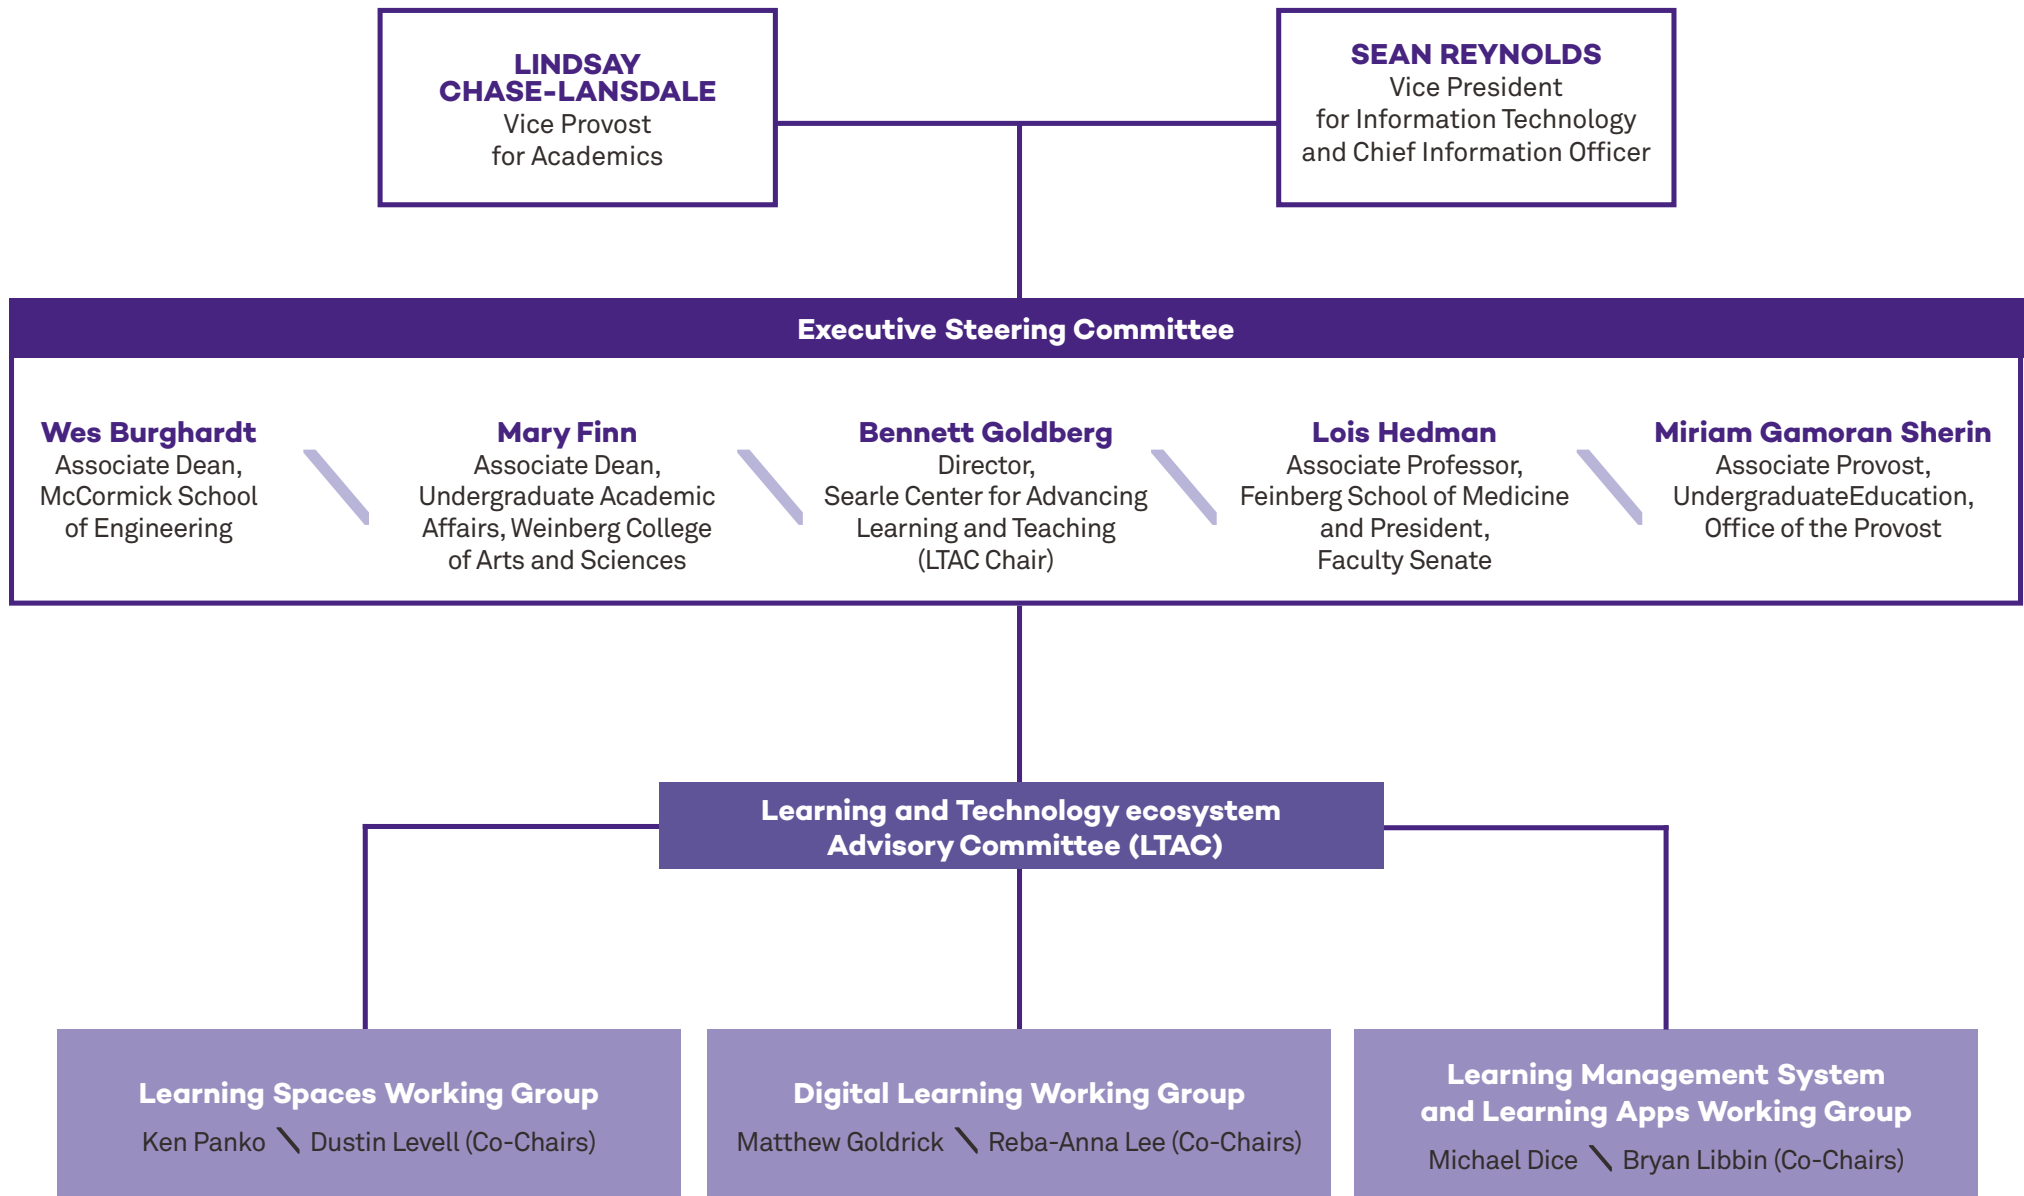 LINDSAY
CHASE-LANSDALE
Vice Provost
for Academics
SEAN REYNOLDS
Vice President
for Information Technology
and Chief Information Officer
Executive Steering Committee
Wes Burghardt
Associate Dean,
McCormick School
of Engineering
Mary Finn
Associate Dean,
Undergraduate Academic
Affairs, Weinberg College
of Arts and Sciences
Bennett Goldberg
Director,
Searle Center for Advancing
Learning and Teaching
(LTAC Chair)
Lois Hedman
Associate Professor,
Feinberg School of Medicine
and President,
Faculty Senate
Miriam Gamoran Sherin
Associate Provost,
UndergraduateEducation,
Office of the Provost
Learning and Technology ecosystem
Advisory Committee (LTAC)
Learning Spaces Working Group
Ken Panko \ Dustin Levell (Co-Chairs)
Digital Learning Working Group
Matthew Goldrick \ Reba-Anna Lee (Co-Chairs)
Learning Management System
and Learning Apps Working Group
Michael Dice \ Bryan Libbin (Co-Chairs)